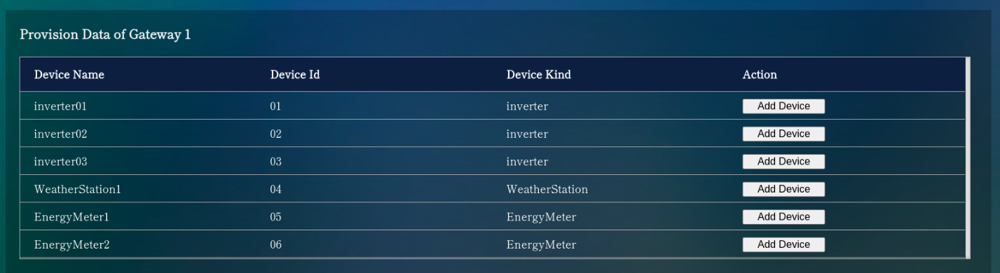 Provision Data of Gateway 1
Device Name Device Id Device Kind Action
inverter01 01 inverter Add Device
inverter02 02 inverter Add Device
inverter03 03 inverter Add Device
WeatherStation1 04 WeatherStation Add Device
EnergyMeter1 05 EnergyMeter Add Device
EnergyMeter2 06 EnergyMeter Add Device